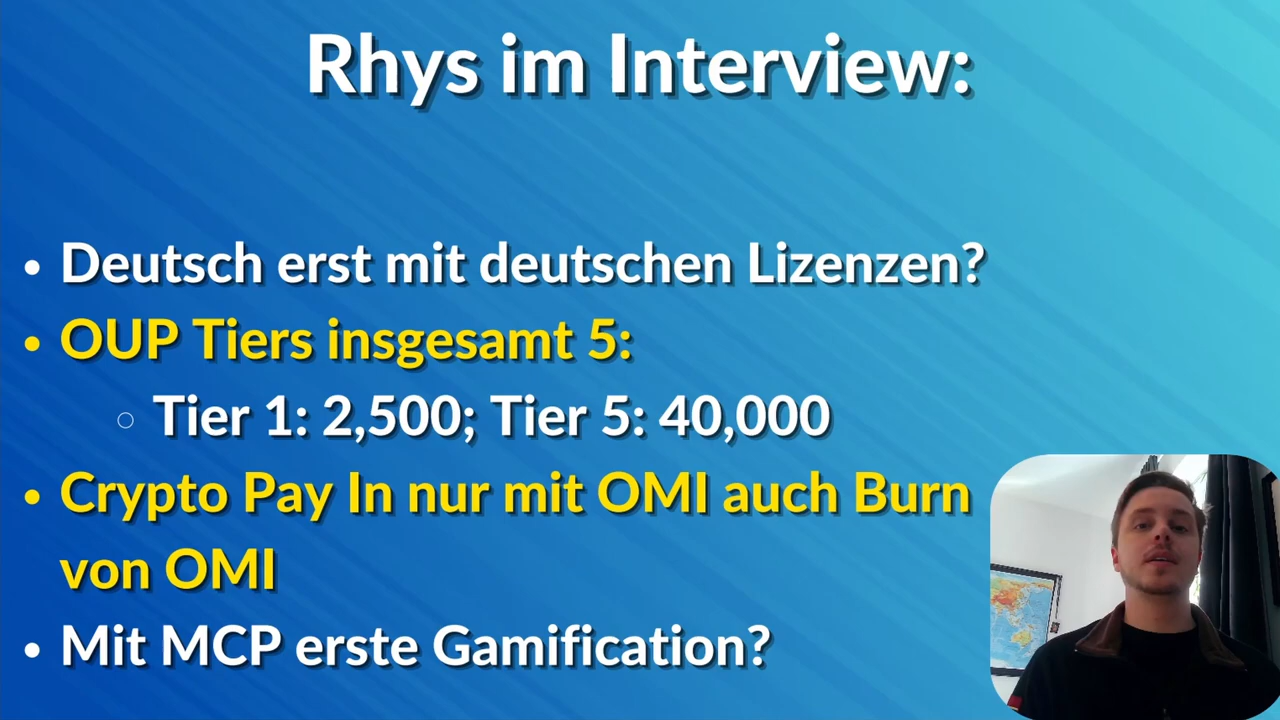 Rhys im Interview:
• Deutsch erst mit deutschen Lizenzen?
• OUP Tiers insgesamt 5:
○ Tier 1: 2,500; Tier 5: 40,000
• Crypto Pay In nur mit OMI auch Burn
von OMI
• Mit MCP erste Gamification?